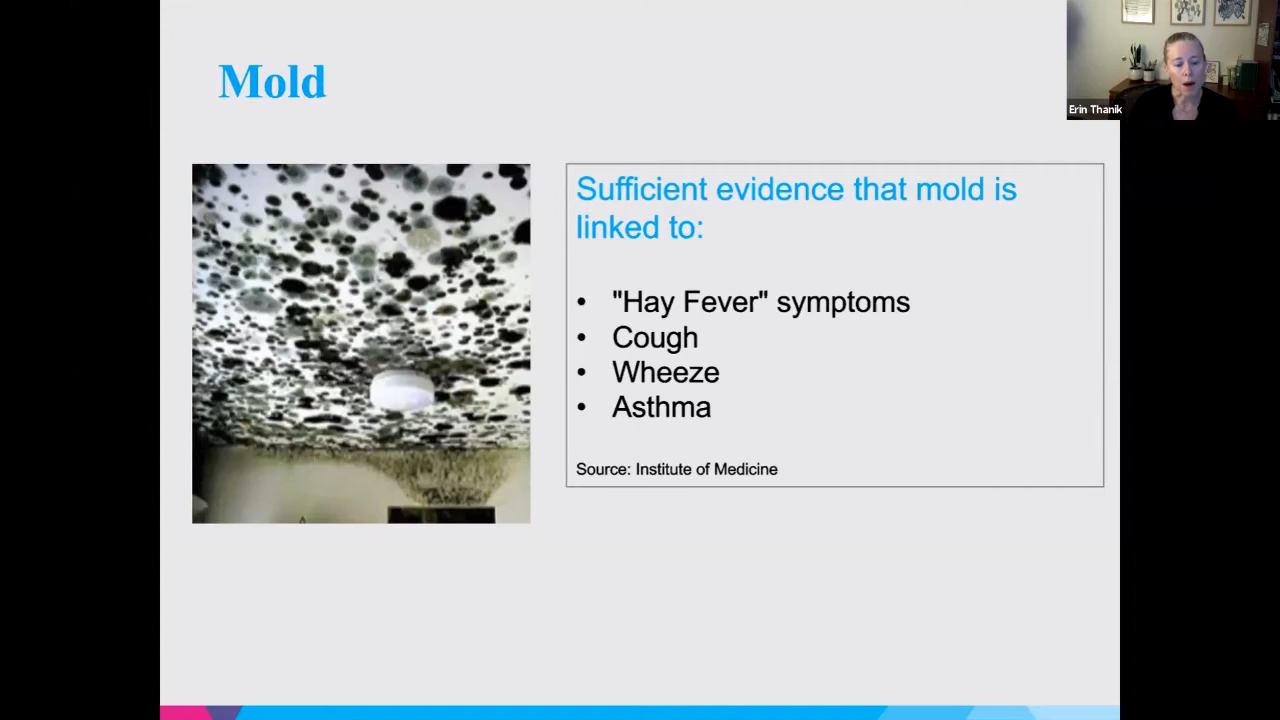 Mold
Erin Thanik
Sufficient evidence that mold is
linked to:
• "Hay Fever" symptoms
• Cough
• Wheeze
• Asthma
Source: Institute of Medicine